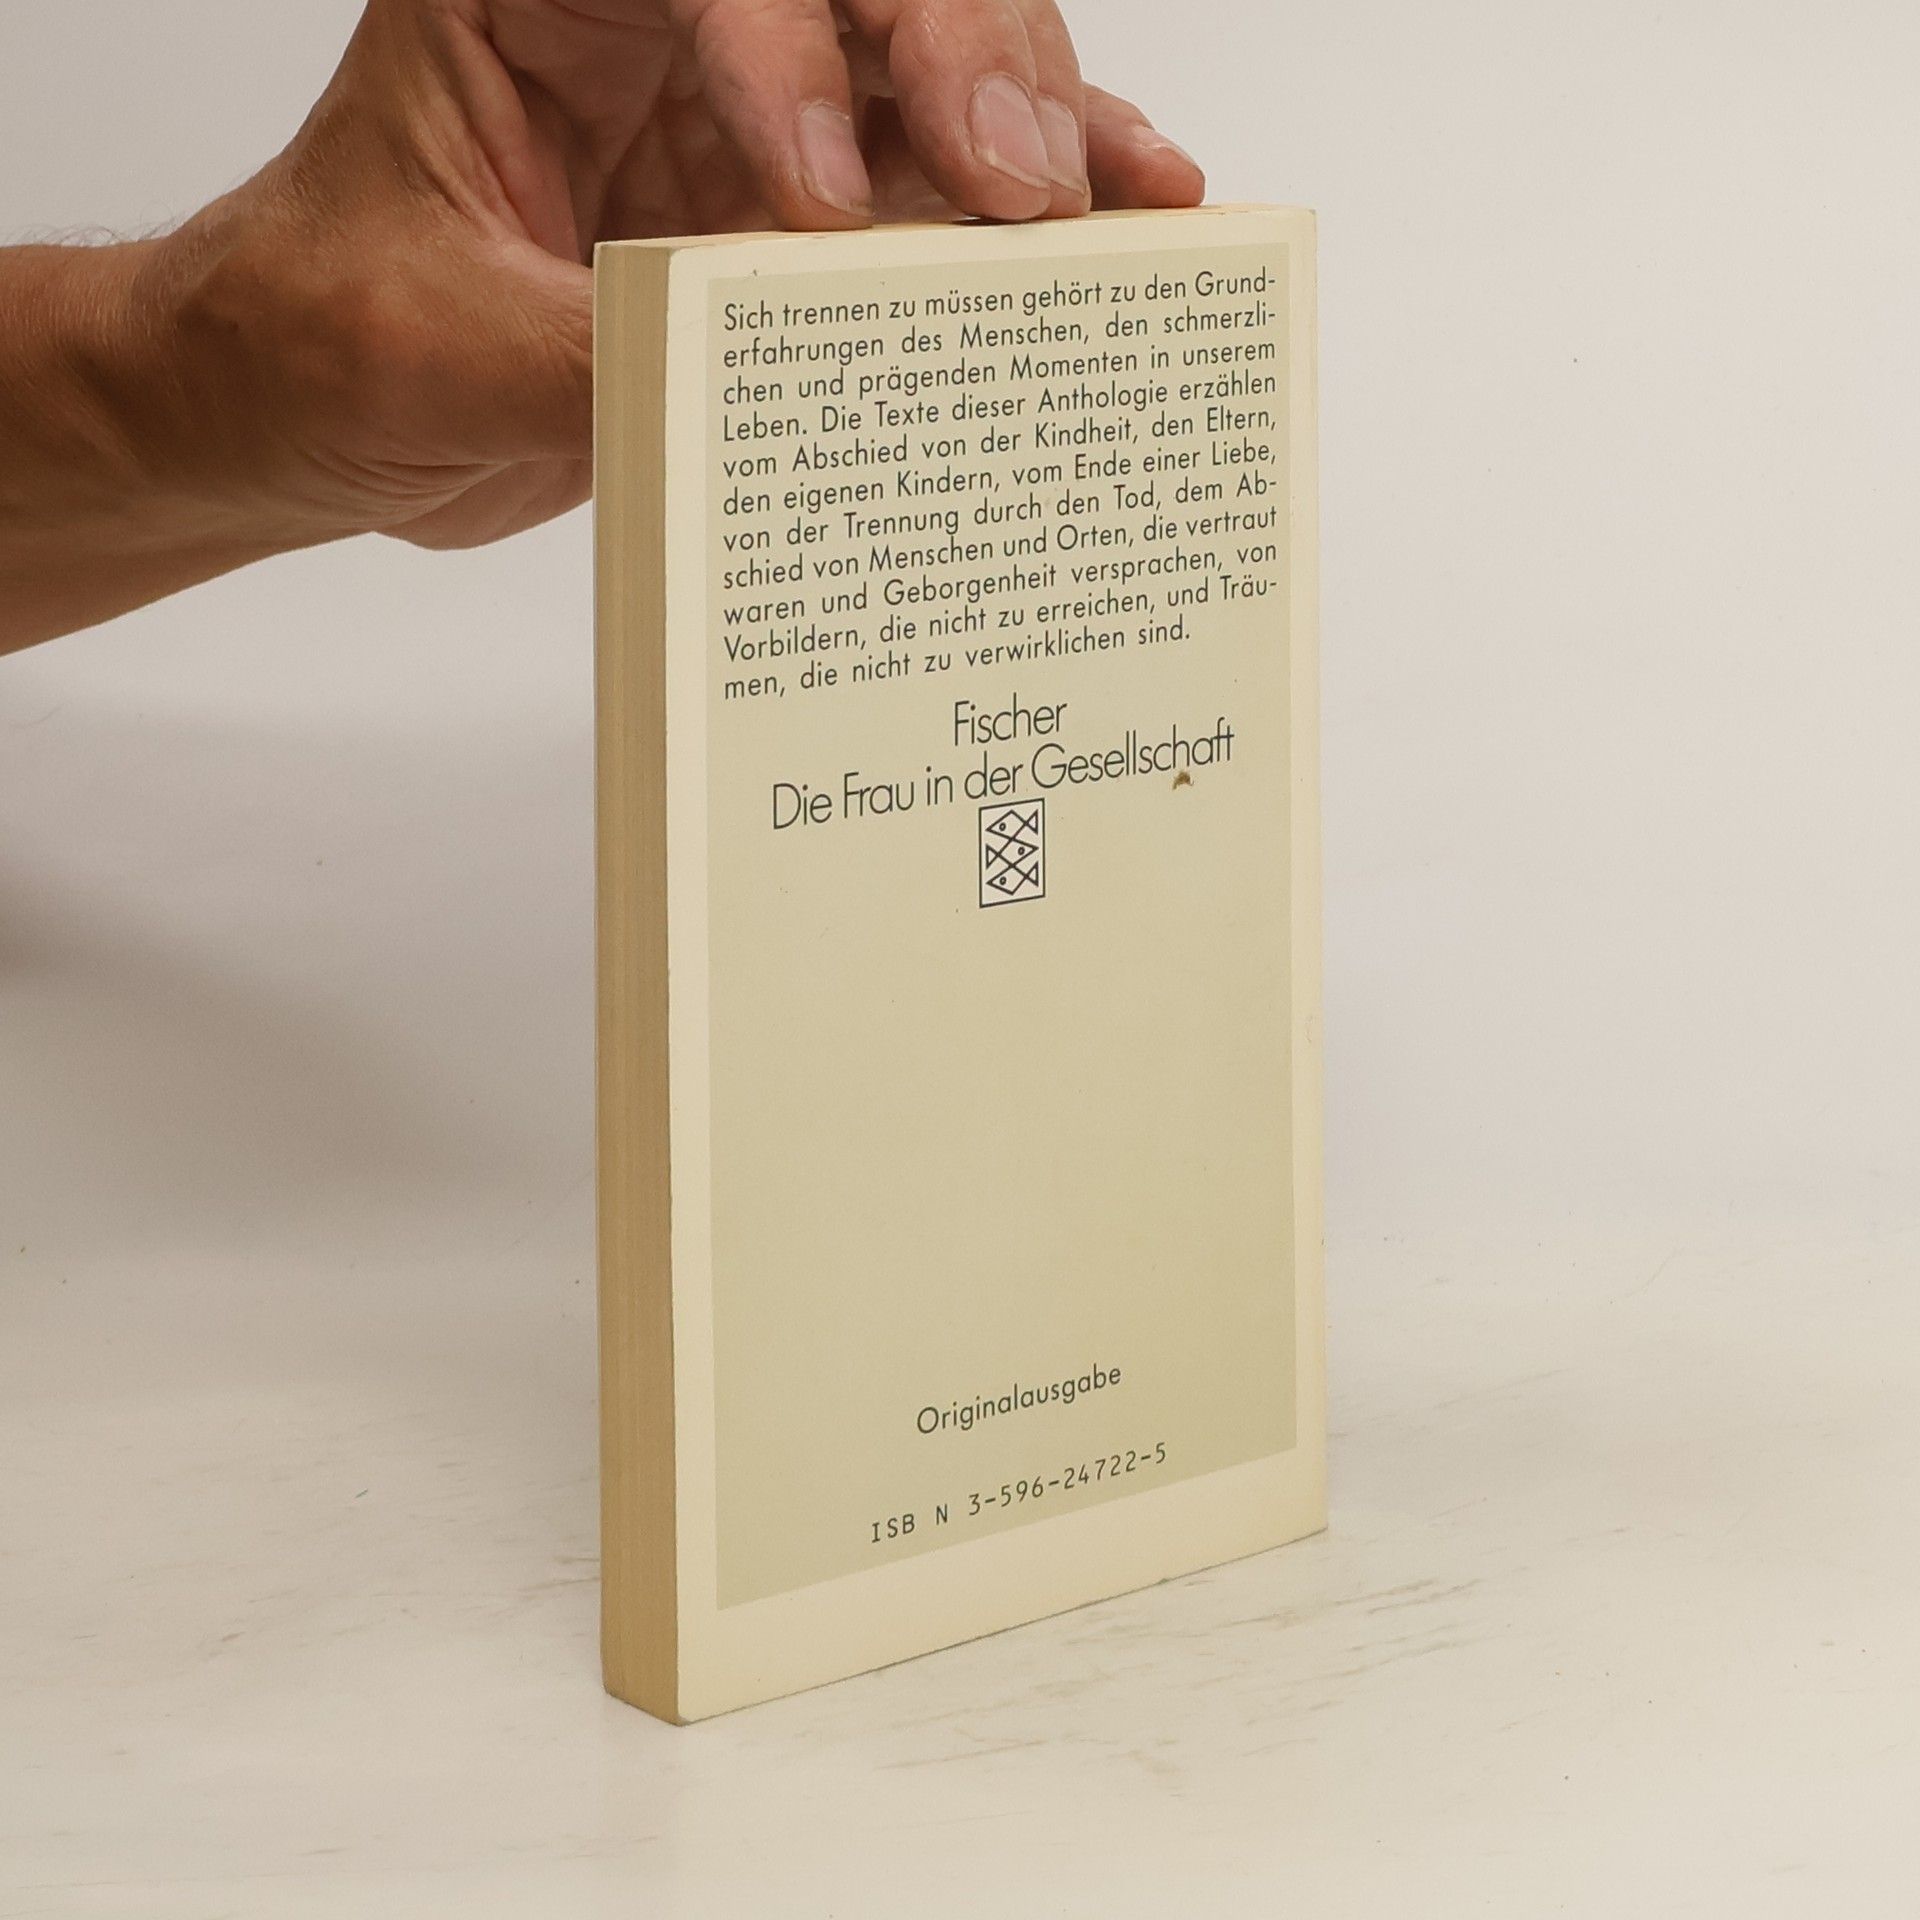 Sich trennen zu müssen gehört zu den Grund-
erfahrungen des Menschen, den schmerzli-
chen und prägenden Momenten in unserem
Leben. Die Texte dieser Anthologie erzählen
vom Abschied von der Kindheit, den Eltern,
den eigenen Kindern, vom Ende einer Liebe,
von der Trennung durch den Tod, dem Ab-
schied von Menschen und Orten, die vertraut
waren und Geborgenheit versprachen, von
Vorbildern, die nicht zu erreichen, und Träu-
men, die nicht zu verwirklichen sind.
Fischer
Die Frau in der Gesellschaft
Originalausgabe
ISB N 3-596-24722-5